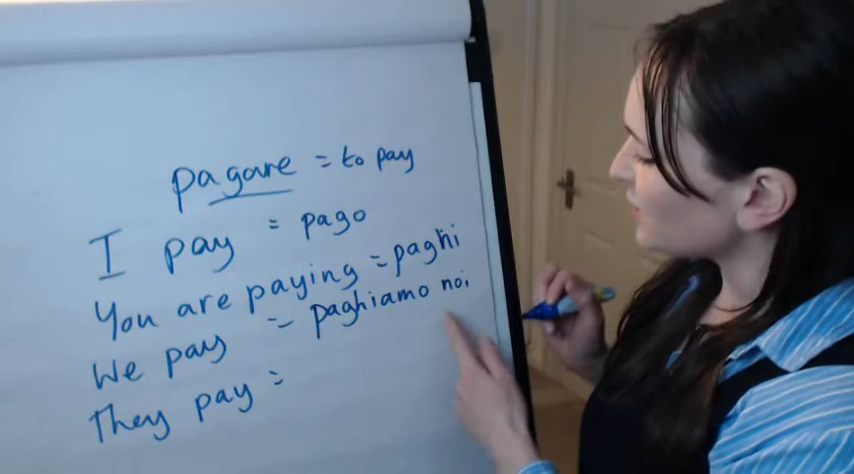 pagare = to pay
I pay = pago
You are paying = paghi
We pay = paghiamo noi
They pay =